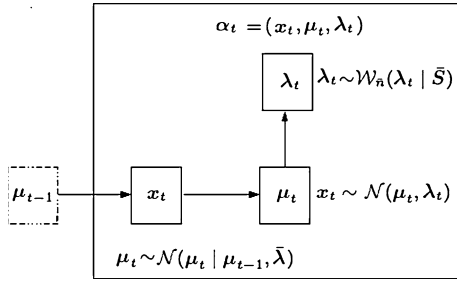 α_t = (x_t, μ_t, λ_t)
λ_t λ_t ~ W_n̄(λ_t | S̄)
μ_{t−1} x_t μ_t x_t ~ N(μ_t, λ_t)
μ_t ~ N(μ_t | μ_{t−1}, λ̄)